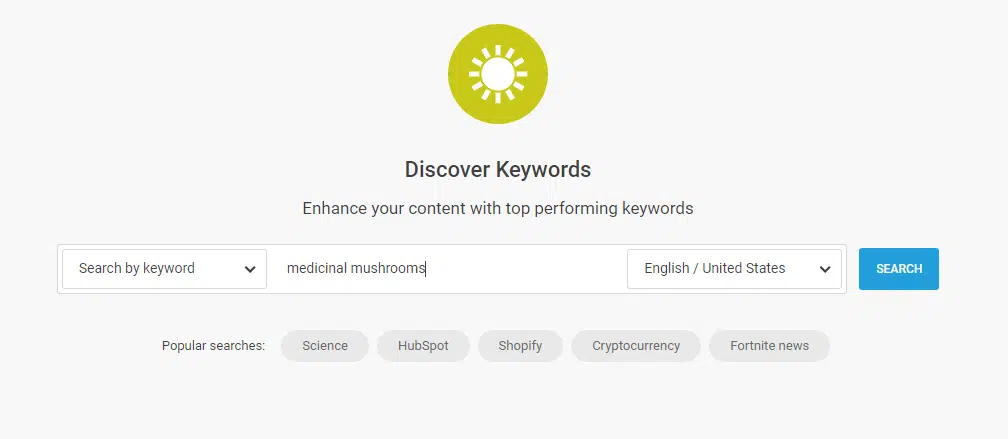 Discover Keywords
Enhance your content with top performing keywords
Search by keyword medicinal mushrooms English / United States SEARCH
Popular searches: Science HubSpot Shopify Cryptocurrency Fortnite news